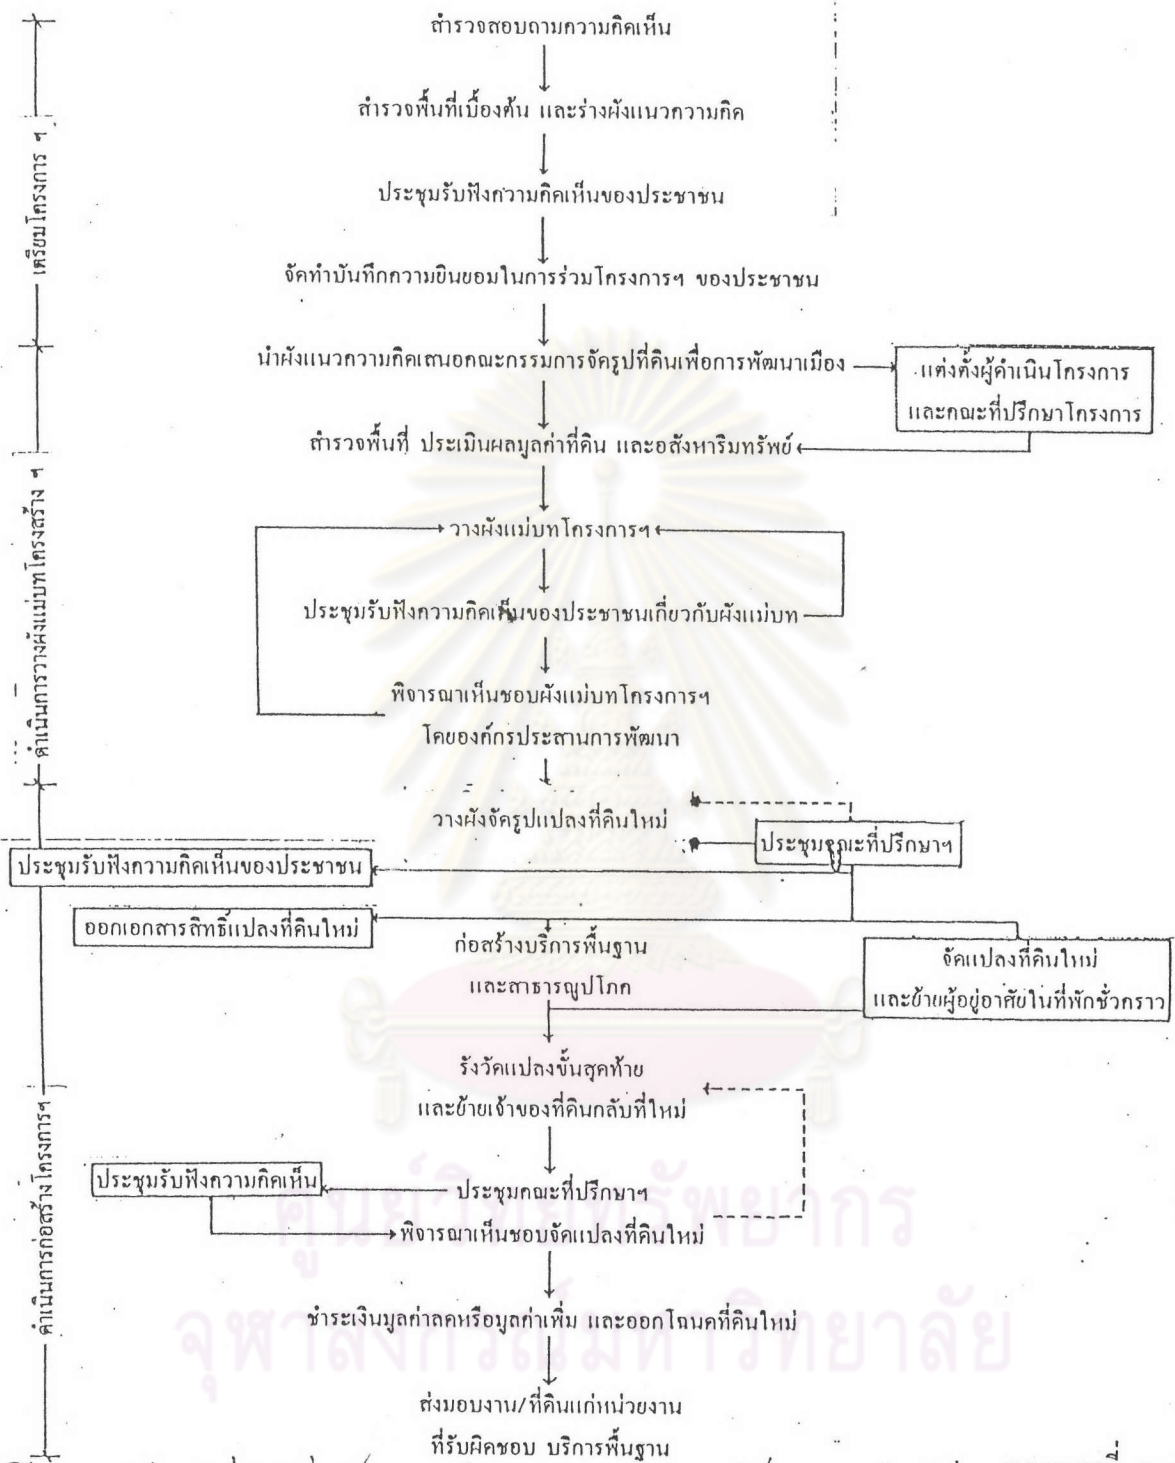 สำรวจสอบถามความคิดเห็น
สำรวจพื้นที่เบื้องต้น และร่างผังแนวความคิด
ประชุมรับฟังความคิดเห็นของประชาชน
จัดทำบันทึกความยินยอมในการร่วมโครงการฯ ของประชาชน
เตรียมโครงการ ฯ
นำผังแนวความคิดเสนอคณะกรรมการจัดรูปที่ดินเพื่อการพัฒนาเมือง
แต่งตั้งผู้ดำเนินโครงการ
และคณะที่ปรึกษาโครงการ
สำรวจพื้นที่ ประเมินผลมูลค่าที่ดิน และอสังหาริมทรัพย์
วางผังแม่บทโครงการฯ
ประชุมรับฟังความคิดเห็นของประชาชนเกี่ยวกับผังแม่บท
พิจารณาเห็นชอบผังแม่บทโครงการฯ
โดยองค์กรประสานการพัฒนา
ดำเนินการวางผังแม่บทโครงสร้าง ฯ
วางผังจัดรูปแปลงที่ดินใหม่
ประชุมคณะที่ปรึกษาฯ
ประชุมรับฟังความคิดเห็นของประชาชน
ออกเอกสารสิทธิ์แปลงที่ดินใหม่
ก่อสร้างบริการพื้นฐาน
และสาธารณูปโภค
จัดแปลงที่ดินใหม่
และย้ายผู้อยู่อาศัยในที่พักชั่วคราว
รังวัดแปลงขั้นสุดท้าย
และย้ายเจ้าของที่ดินกลับที่ใหม่
ประชุมรับฟังความคิดเห็น
ประชุมคณะที่ปรึกษาฯ
พิจารณาเห็นชอบจัดแปลงที่ดินใหม่
ดำเนินการก่อสร้างโครงการฯ
ชำระเงินมูลค่าลดหรือมูลค่าเพิ่ม และออกโฉนดที่ดินใหม่
ส่งมอบงาน/ที่ดินแก่หน่วยงาน
ที่รับผิดชอบ บริการพื้นฐาน
ศูนย์วิทยทรัพยากร
จุฬาลงกรณ์มหาวิทยาลัย